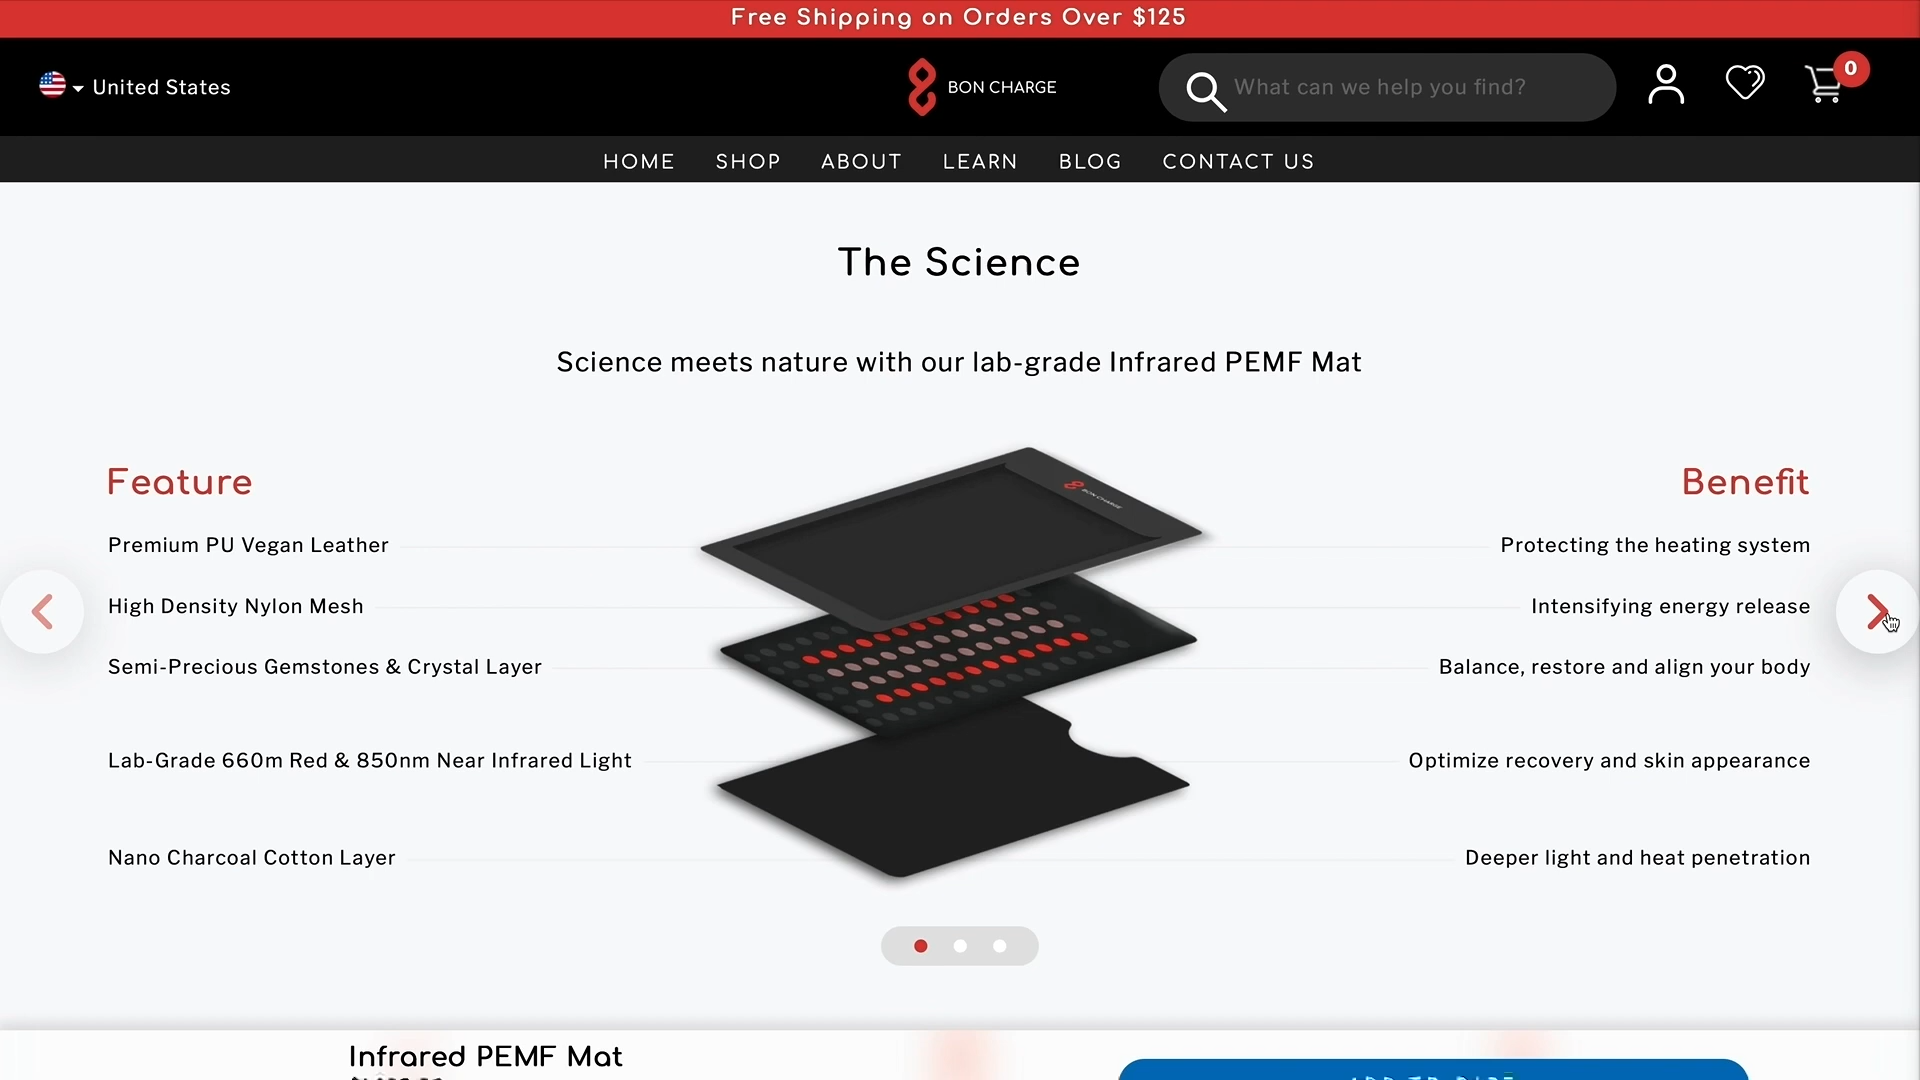 Free Shipping on Orders Over $125
United States
BON CHARGE
What can we help you find?
0
HOME SHOP ABOUT LEARN BLOG CONTACT US
The Science
Science meets nature with our lab-grade Infrared PEMF Mat
Feature
Benefit
BON CHARGE
Premium PU Vegan Leather
Protecting the heating system
High Density Nylon Mesh
Intensifying energy release
Semi-Precious Gemstones & Crystal Layer
Balance, restore and align your body
Lab-Grade 660m Red & 850nm Near Infrared Light
Optimize recovery and skin appearance
Nano Charcoal Cotton Layer
Deeper light and heat penetration
Infrared PEMF Mat